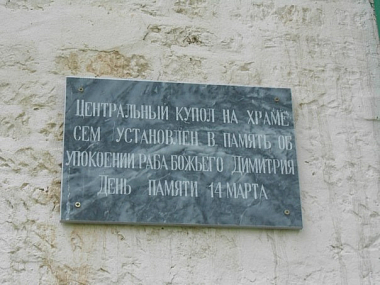 Центральный купол на храме
сем установлен в память об
упокоении раба Божьего Димитрия
День памяти 14 марта